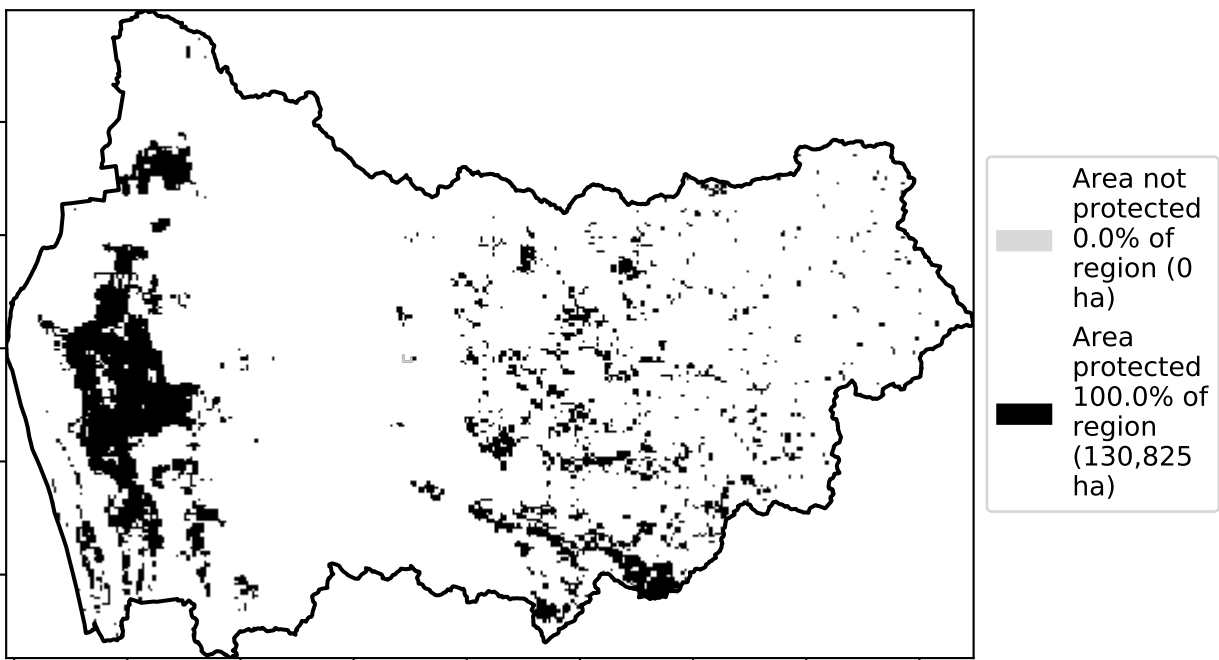 Area not
protected
0.0% of
region (0
ha)
Area
protected
100.0% of
region
(130,825
ha)